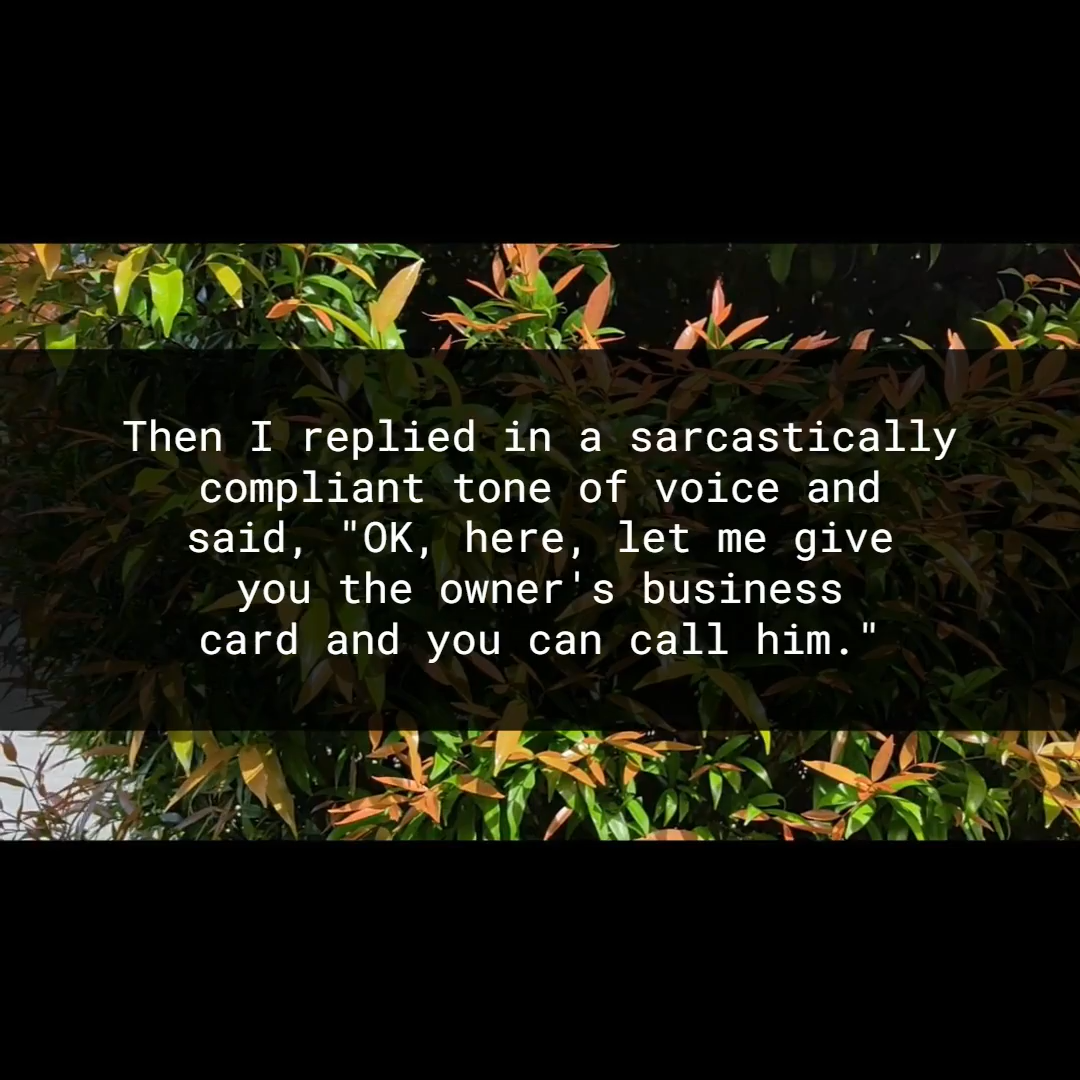 Then I replied in a sarcastically
compliant tone of voice and
said, "OK, here, let me give
you the owner's business
card and you can call him."